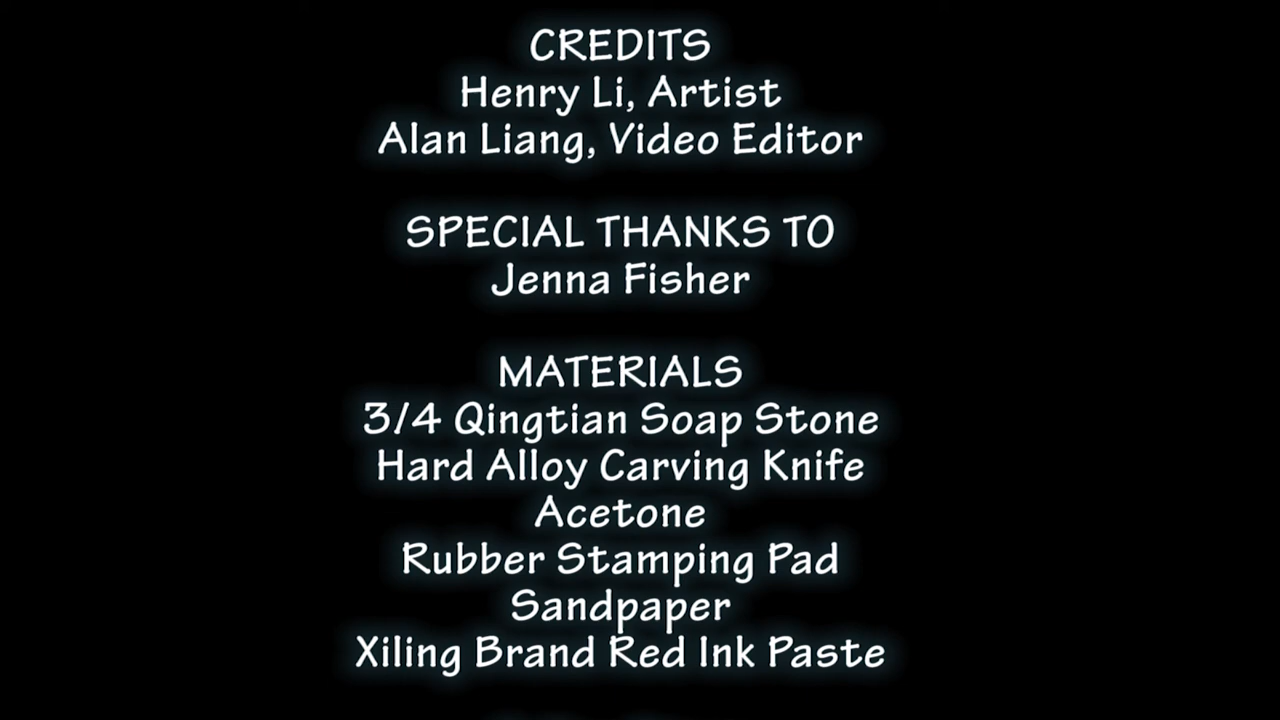 CREDITS
Henry Li, Artist
Alan Liang, Video Editor
SPECIAL THANKS TO
Jenna Fisher
MATERIALS
3/4 Qingtian Soap Stone
Hard Alloy Carving Knife
Acetone
Rubber Stamping Pad
Sandpaper
Xiling Brand Red Ink Paste